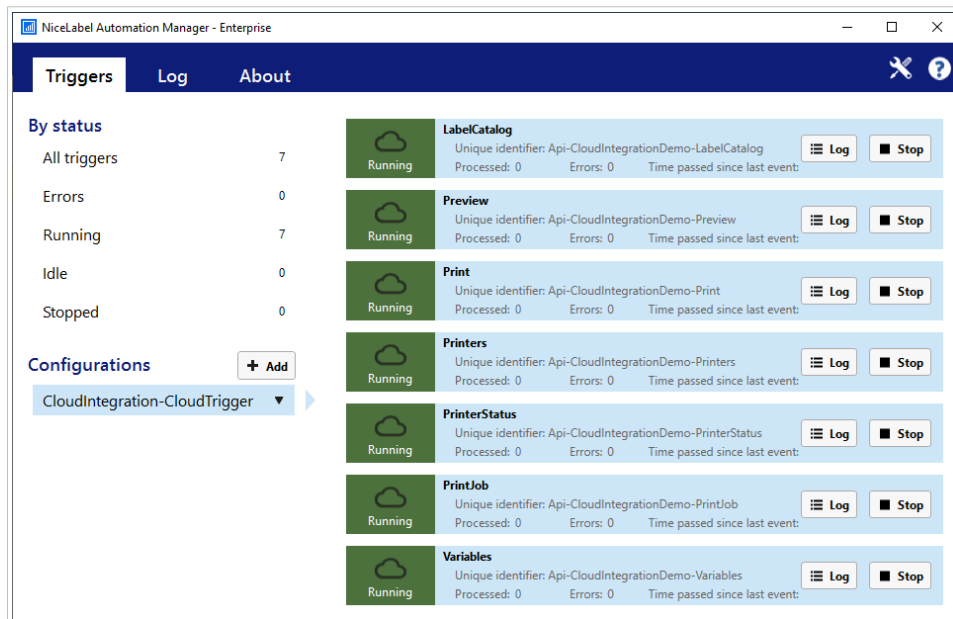 NiceLabel Automation Manager - Enterprise
Triggers Log About
By status
All triggers 7
Errors 0
Running 7
Idle 0
Stopped 0
Configurations + Add
CloudIntegration-CloudTrigger
LabelCatalog
Unique identifier: Api-CloudIntegrationDemo-LabelCatalog
Running Processed: 0 Errors: 0 Time passed since last event: Log Stop
Preview
Unique identifier: Api-CloudIntegrationDemo-Preview
Running Processed: 0 Errors: 0 Time passed since last event: Log Stop
Print
Unique identifier: Api-CloudIntegrationDemo-Print
Running Processed: 0 Errors: 0 Time passed since last event: Log Stop
Printers
Unique identifier: Api-CloudIntegrationDemo-Printers
Running Processed: 0 Errors: 0 Time passed since last event: Log Stop
PrinterStatus
Unique identifier: Api-CloudIntegrationDemo-PrinterStatus
Running Processed: 0 Errors: 0 Time passed since last event: Log Stop
PrintJob
Unique identifier: Api-CloudIntegrationDemo-PrintJob
Running Processed: 0 Errors: 0 Time passed since last event: Log Stop
Variables
Unique identifier: Api-CloudIntegrationDemo-Variables
Running Processed: 0 Errors: 0 Time passed since last event: Log Stop